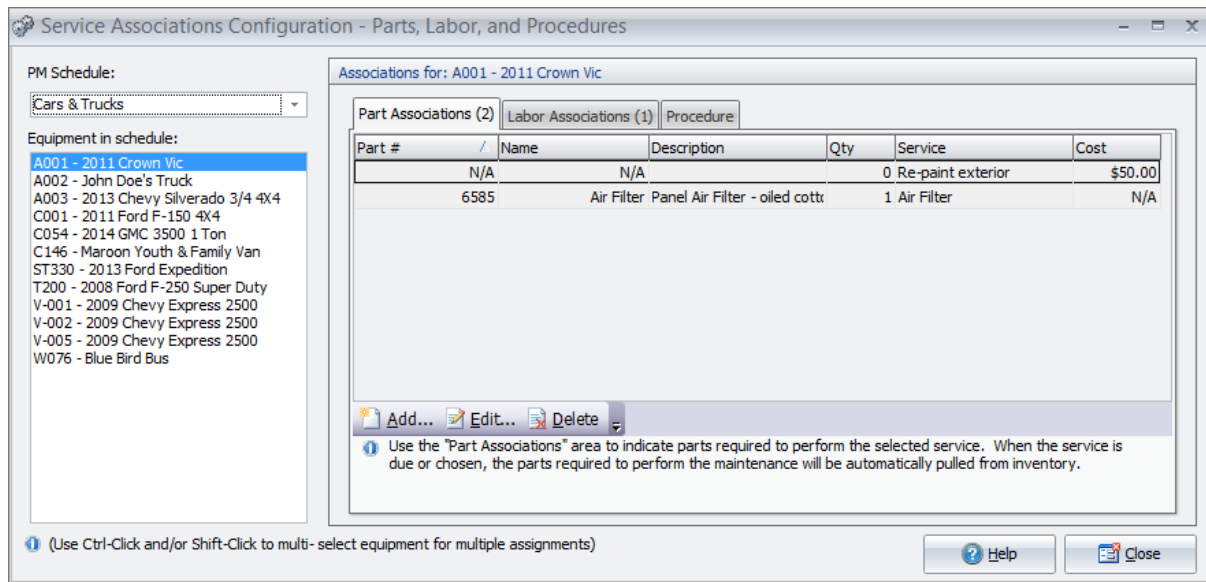 Service Associations Configuration - Parts, Labor, and Procedures
PM Schedule:
Cars & Trucks
Equipment in schedule:
A001 - 2011 Crown Vic
A002 - John Doe's Truck
A003 - 2013 Chevy Silverado 3/4 4X4
C001 - 2011 Ford F-150 4X4
C054 - 2014 GMC 3500 1 Ton
C146 - Maroon Youth & Family Van
ST330 - 2013 Ford Expedition
T200 - 2008 Ford F-250 Super Duty
V-001 - 2009 Chevy Express 2500
V-002 - 2009 Chevy Express 2500
V-005 - 2009 Chevy Express 2500
W076 - Blue Bird Bus
Associations for: A001 - 2011 Crown Vic
Part Associations (2) Labor Associations (1) Procedure
Part # Name Description Qty Service Cost
N/A N/A 0 Re-paint exterior $50.00
6585 Air Filter Panel Air Filter - oiled cotto 1 Air Filter N/A
Add... Edit... Delete
Use the "Part Associations" area to indicate parts required to perform the selected service. When the service is
due or chosen, the parts required to perform the maintenance will be automatically pulled from inventory.
(Use Ctrl-Click and/or Shift-Click to multi- select equipment for multiple assignments)
Help Close